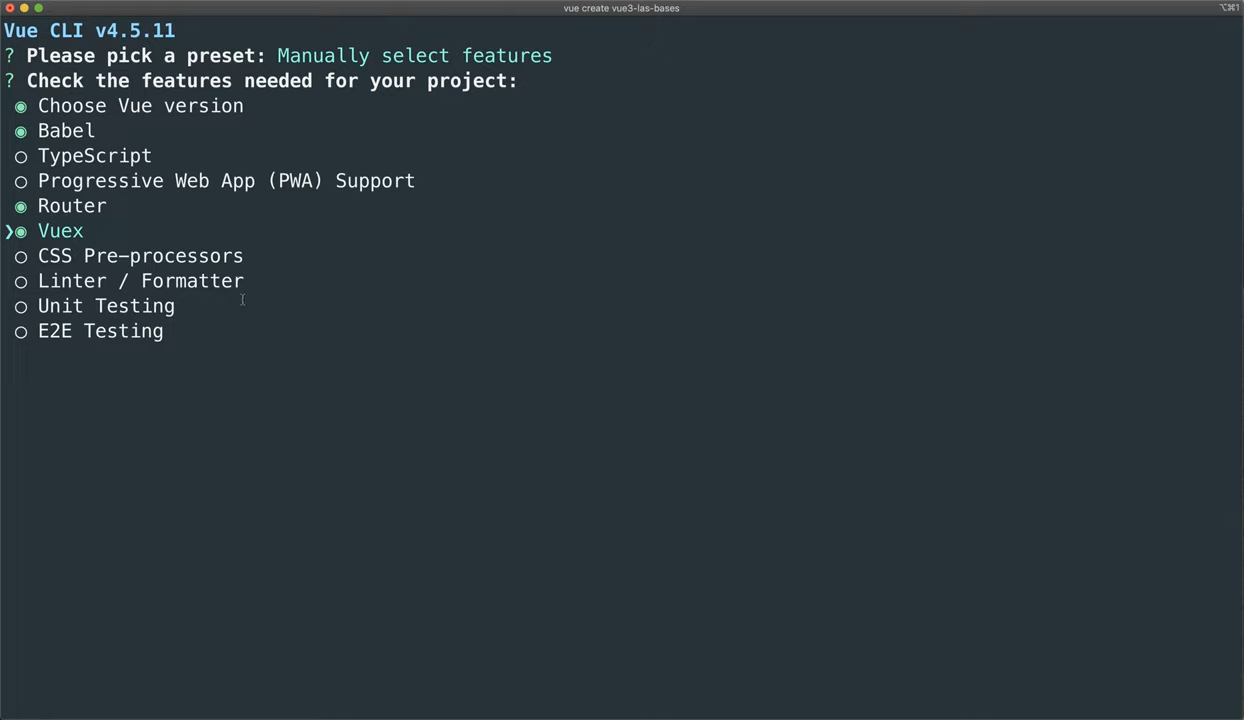 vue create vue3-las-bases
⌥⌘1
Vue CLI v4.5.11
? Please pick a preset: Manually select features
? Check the features needed for your project:
◉ Choose Vue version
◉ Babel
◯ TypeScript
◯ Progressive Web App (PWA) Support
◉ Router
❯◉ Vuex
◯ CSS Pre-processors
◯ Linter / Formatter
◯ Unit Testing
◯ E2E Testing